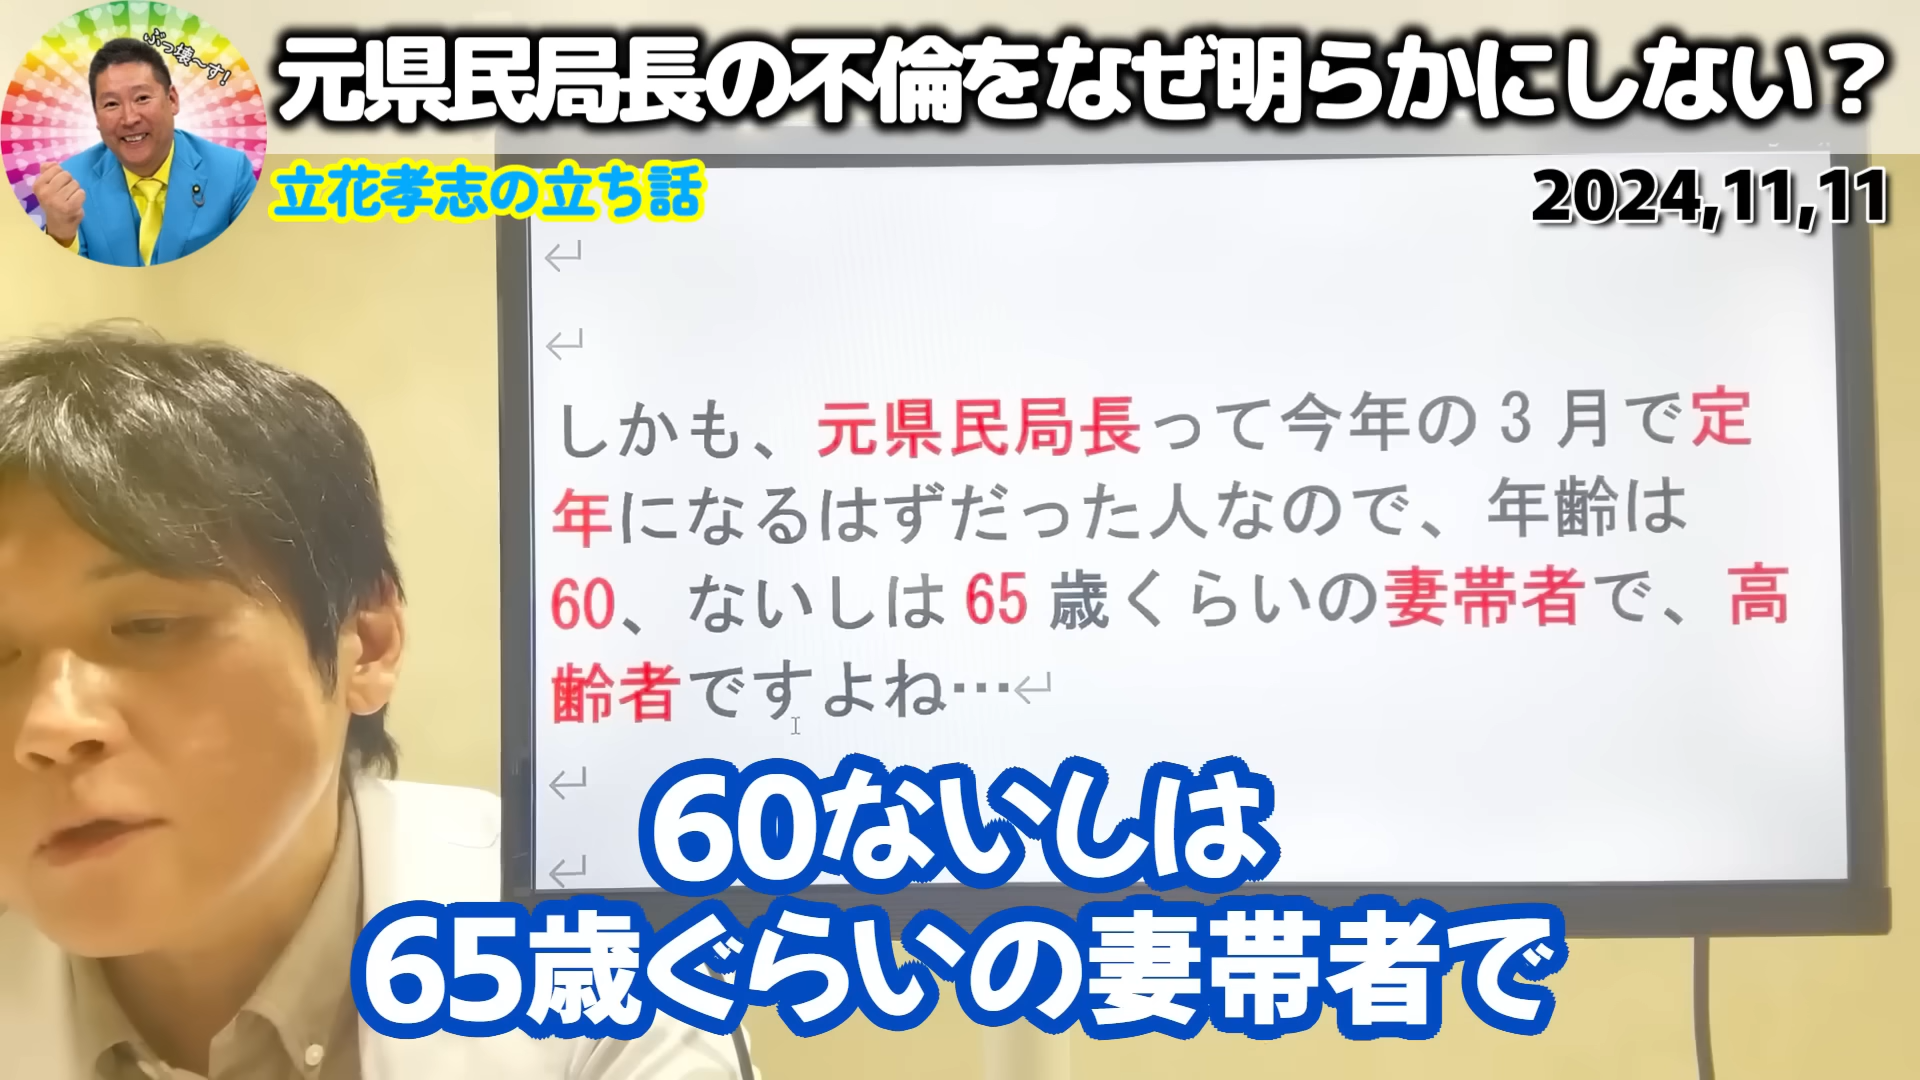 ぶっ壊～す!
元県民局長の不倫をなぜ明らかにしない？
立花孝志の立ち話
2024,11,11
しかも、元県民局長って今年の3月で定
年になるはずだった人なので、年齢は
60、ないしは65歳くらいの妻帯者で、高
齢者ですよね…
60ないしは
65歳ぐらいの妻帯者で